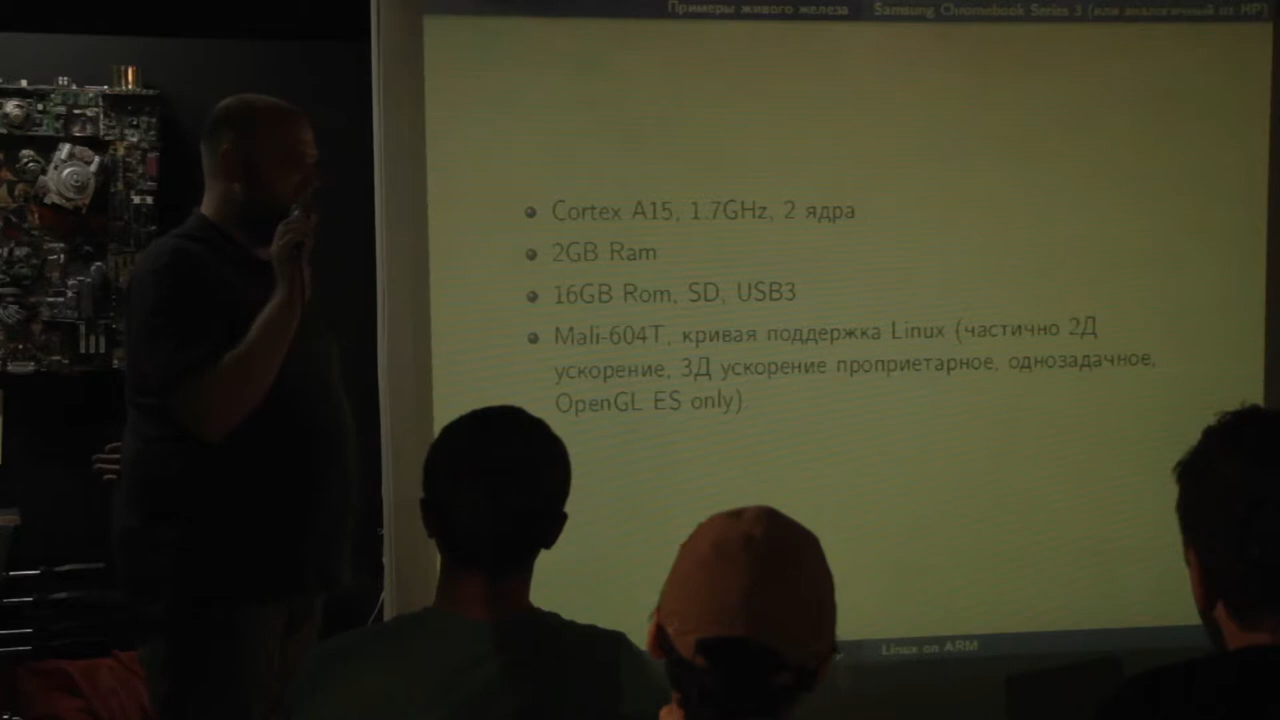 Примеры живого железа Samsung Chromebook Series 3 (или аналогичный от HP)
Cortex A15, 1.7GHz, 2 ядра
2GB Ram
16GB Rom, SD, USB3
Mali-604T, кривая поддержка Linux (частично 2Д
ускорение, 3Д ускорение проприетарное, однозадачное,
OpenGL ES only)
Linux on ARM